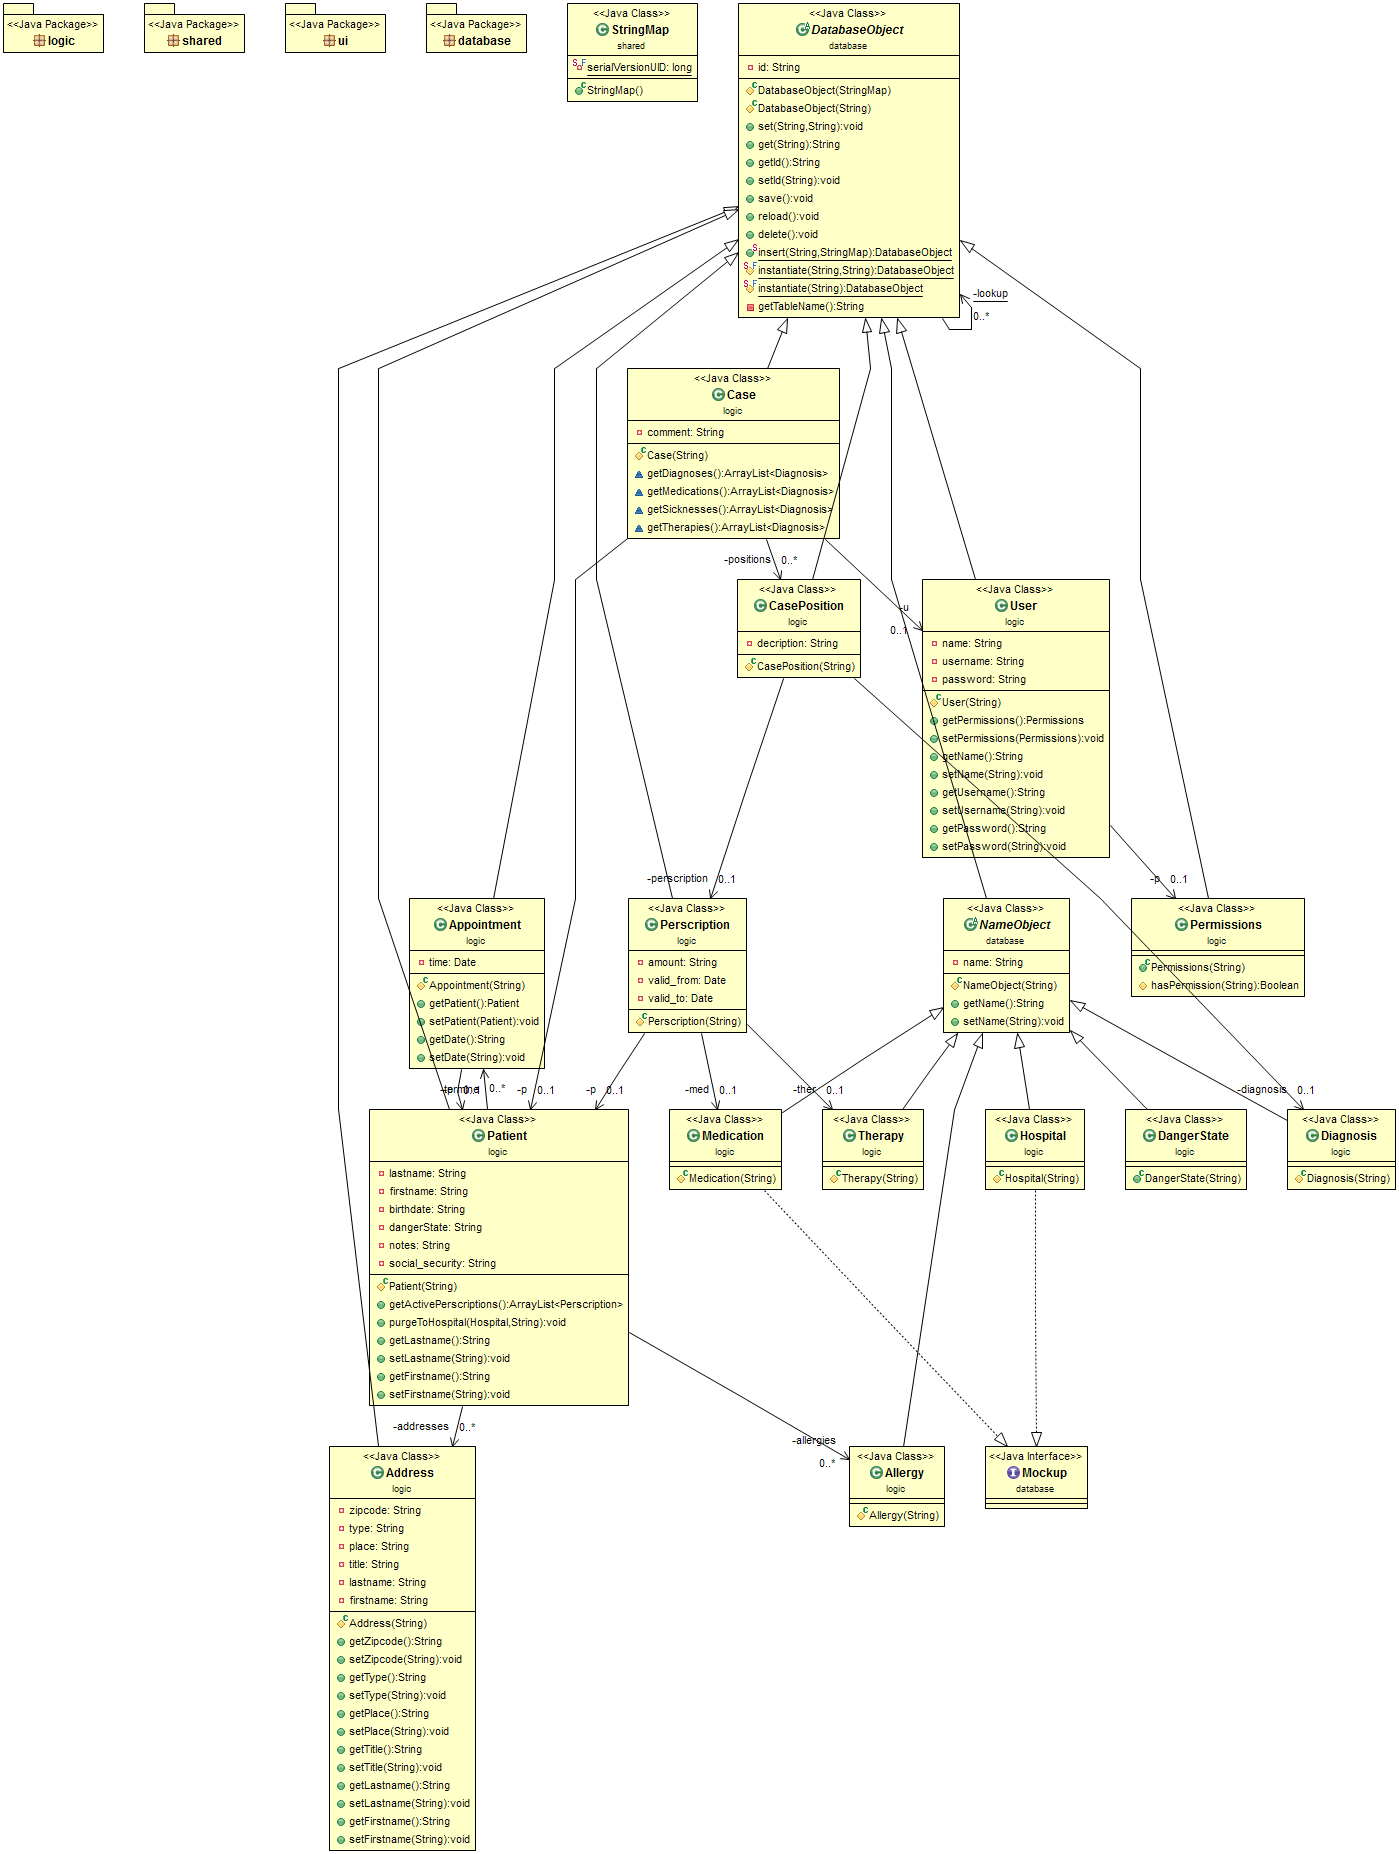 <<Java Package>>
logic
<<Java Package>>
shared
<<Java Package>>
ui
<<Java Package>>
database
<<Java Class>>
StringMap
shared
serialVersionUID: long
StringMap()
<<Java Class>>
DatabaseObject
database
id: String
DatabaseObject(StringMap)
DatabaseObject(String)
set(String,String):void
get(String):String
getId():String
setId(String):void
save():void
reload():void
delete():void
insert(String,StringMap):DatabaseObject
instantiate(String,String):DatabaseObject
instantiate(String):DatabaseObject
getTableName():String
-lookup
0..*
<<Java Class>>
Case
logic
comment: String
Case(String)
getDiagnoses():ArrayList<Diagnosis>
getMedications():ArrayList<Diagnosis>
getSicknesses():ArrayList<Diagnosis>
getTherapies():ArrayList<Diagnosis>
-positions
0..*
-u
0..1
<<Java Class>>
CasePosition
logic
decription: String
CasePosition(String)
<<Java Class>>
User
logic
name: String
username: String
password: String
User(String)
getPermissions():Permissions
setPermissions(Permissions):void
getName():String
setName(String):void
getUsername():String
setUsername(String):void
getPassword():String
setPassword(String):void
-perscription
0..1
-p
0..1
<<Java Class>>
Appointment
logic
time: Date
Appointment(String)
getPatient():Patient
setPatient(Patient):void
getDate():String
setDate(String):void
<<Java Class>>
Perscription
logic
amount: String
valid_from: Date
valid_to: Date
Perscription(String)
<<Java Class>>
NameObject
database
name: String
NameObject(String)
getName():String
setName(String):void
<<Java Class>>
Permissions
logic
Permissions(String)
hasPermission(String):Boolean
-termine
0..*
-p
0..1
-p
0..1
-p
0..1
-med
0..1
-ther
0..1
-diagnosis
0..1
<<Java Class>>
Patient
logic
lastname: String
firstname: String
birthdate: String
dangerState: String
notes: String
social_security: String
Patient(String)
getActivePerscriptions():ArrayList<Perscription>
purgeToHospital(Hospital,String):void
getLastname():String
setLastname(String):void
getFirstname():String
setFirstname(String):void
<<Java Class>>
Medication
logic
Medication(String)
<<Java Class>>
Therapy
logic
Therapy(String)
<<Java Class>>
Hospital
logic
Hospital(String)
<<Java Class>>
DangerState
logic
DangerState(String)
<<Java Class>>
Diagnosis
logic
Diagnosis(String)
-addresses
0..*
-allergies
0..*
<<Java Class>>
Address
logic
zipcode: String
type: String
place: String
title: String
lastname: String
firstname: String
Address(String)
getZipcode():String
setZipcode(String):void
getType():String
setType(String):void
getPlace():String
setPlace(String):void
getTitle():String
setTitle(String):void
getLastname():String
setLastname(String):void
getFirstname():String
setFirstname(String):void
<<Java Class>>
Allergy
logic
Allergy(String)
<<Java Interface>>
Mockup
database